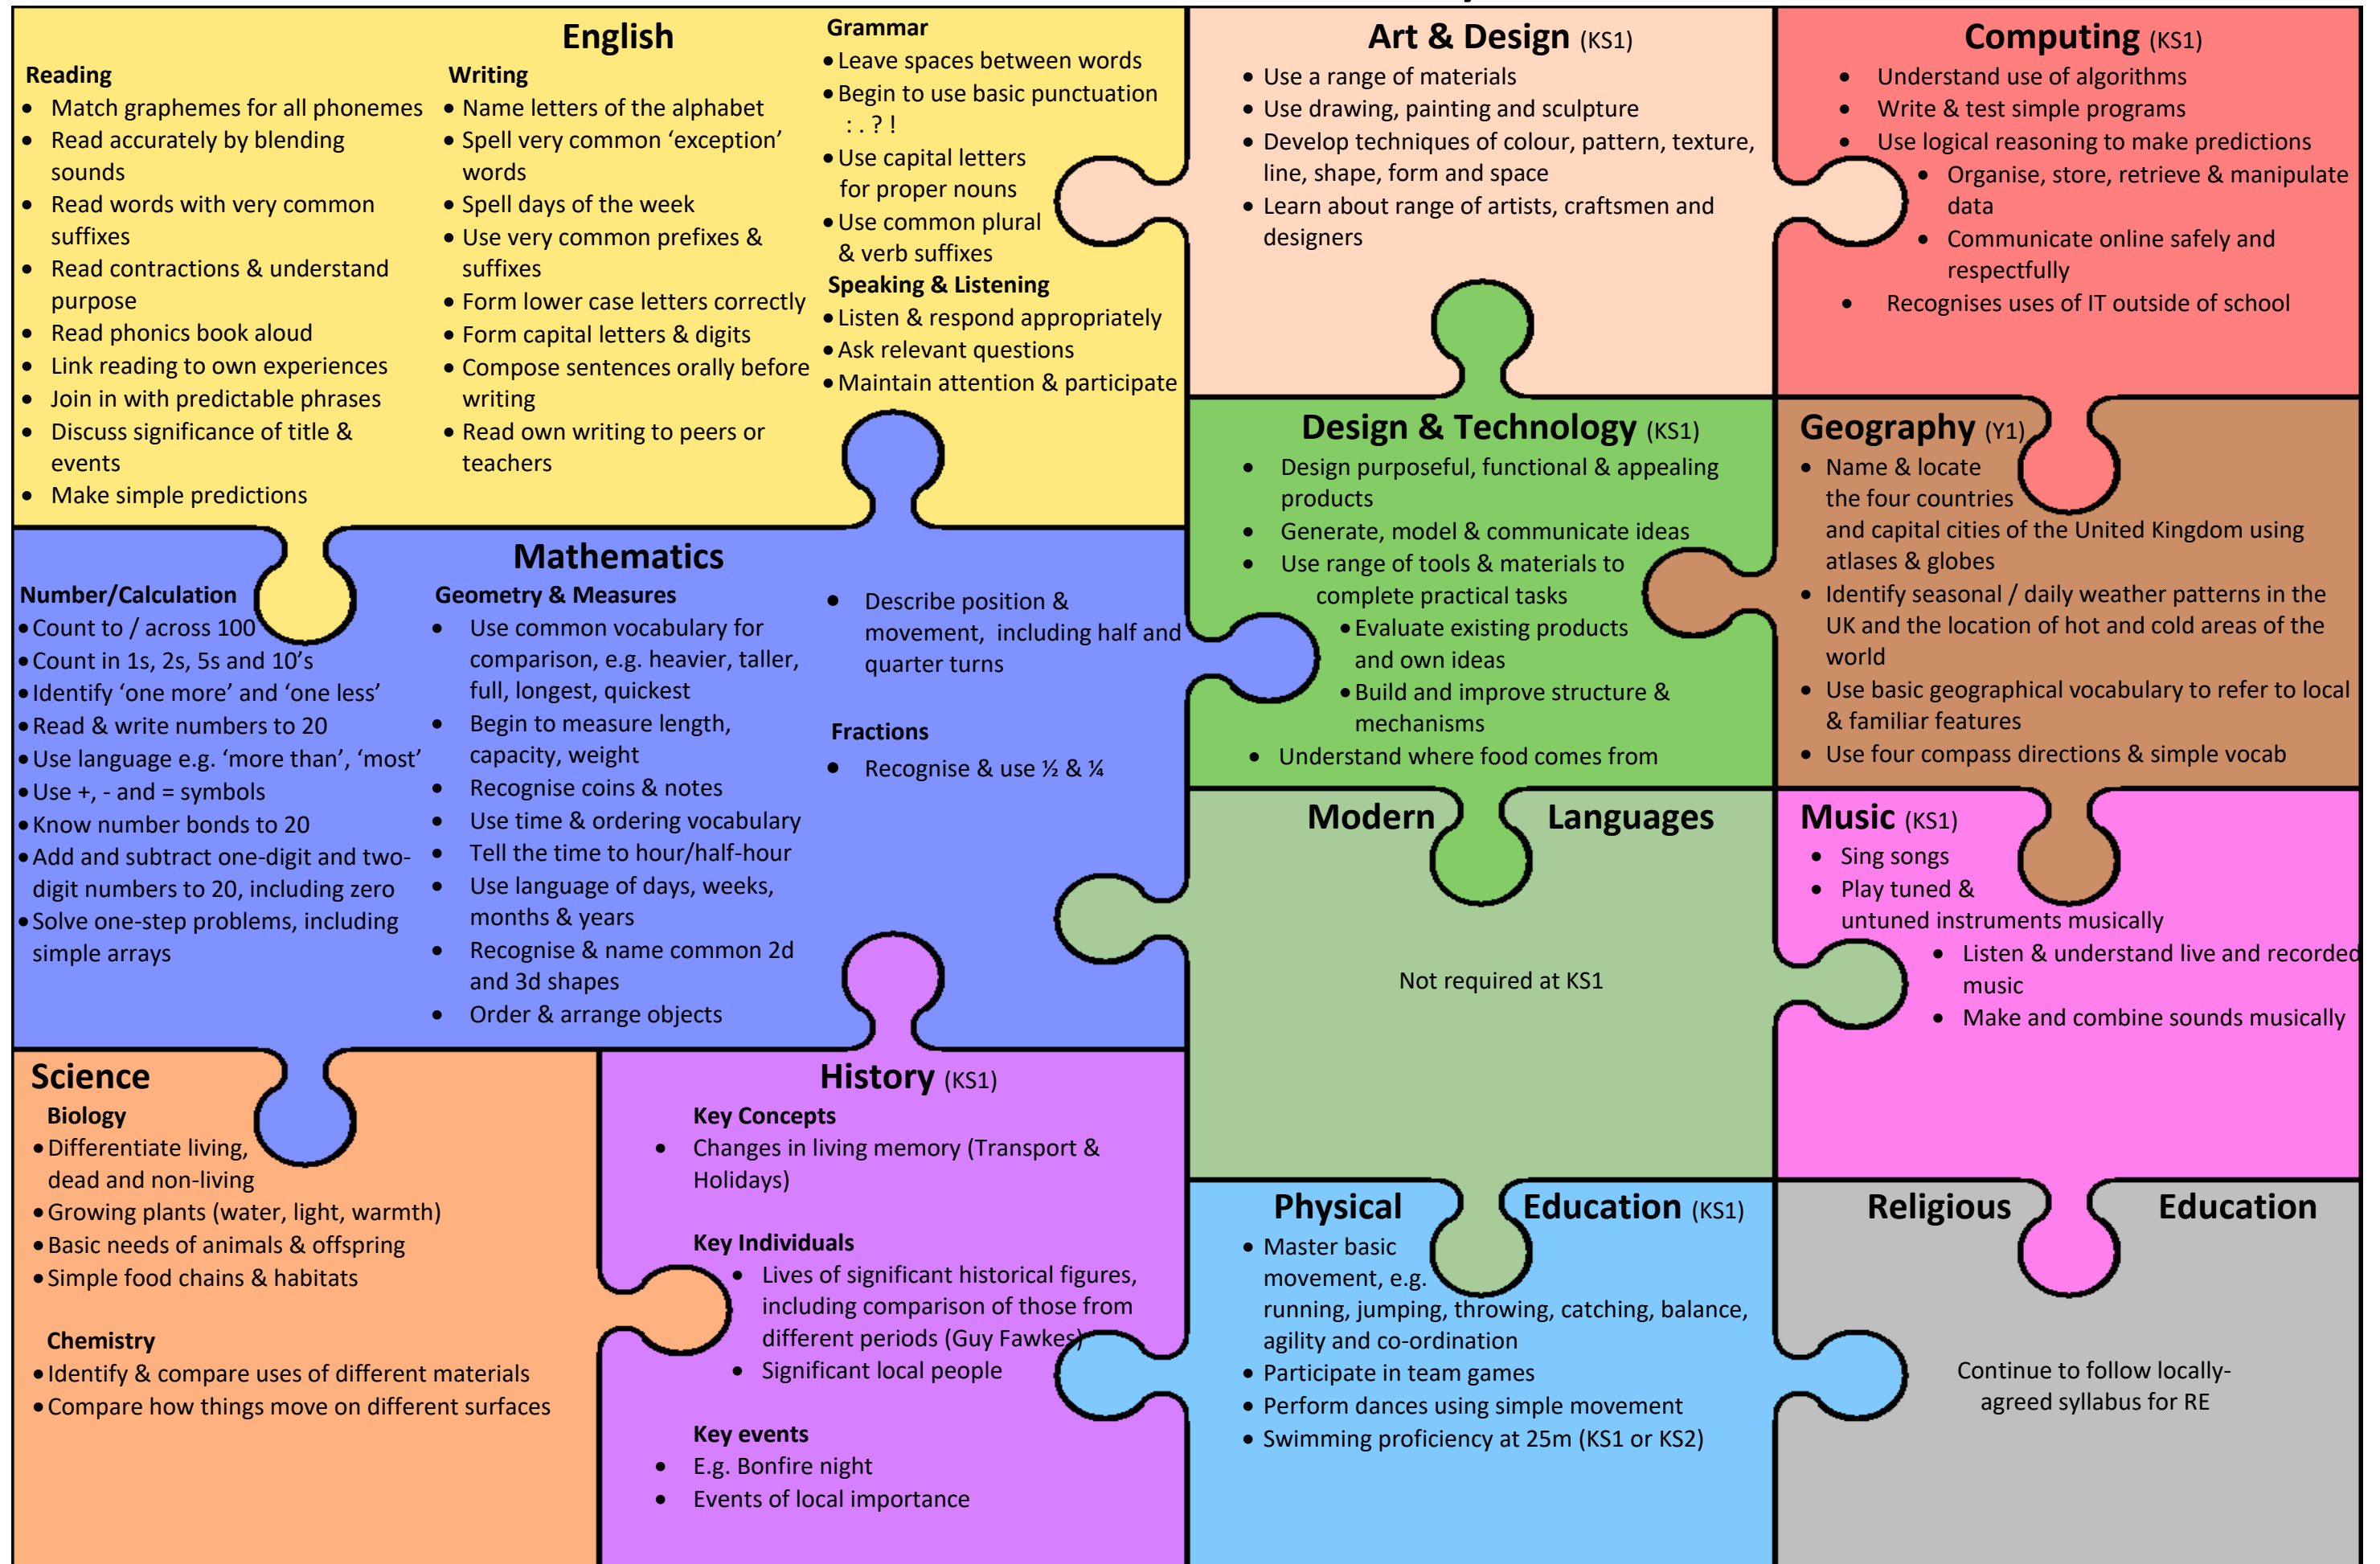 English
Reading
• Match graphemes for all phonemes
• Read accurately by blending
sounds
• Read words with very common
suffixes
• Read contractions & understand
purpose
• Read phonics book aloud
• Link reading to own experiences
• Join in with predictable phrases
• Discuss significance of title &
events
• Make simple predictions
Writing
• Name letters of the alphabet
• Spell very common ‘exception’
words
• Spell days of the week
• Use very common prefixes &
suffixes
• Form lower case letters correctly
• Form capital letters & digits
• Compose sentences orally before
writing
• Read own writing to peers or
teachers
Grammar
• Leave spaces between words
• Begin to use basic punctuation
: . ? !
• Use capital letters
for proper nouns
• Use common plural
& verb suffixes
Speaking & Listening
• Listen & respond appropriately
• Ask relevant questions
• Maintain attention & participate
Art & Design (KS1)
• Use a range of materials
• Use drawing, painting and sculpture
• Develop techniques of colour, pattern, texture,
line, shape, form and space
• Learn about range of artists, craftsmen and
designers
Computing (KS1)
• Understand use of algorithms
• Write & test simple programs
• Use logical reasoning to make predictions
• Organise, store, retrieve & manipulate
data
• Communicate online safely and
respectfully
• Recognises uses of IT outside of school
Mathematics
Number/Calculation
• Count to / across 100
• Count in 1s, 2s, 5s and 10’s
• Identify ‘one more’ and ‘one less’
• Read & write numbers to 20
• Use language e.g. ‘more than’, ‘most’
• Use +, - and = symbols
• Know number bonds to 20
• Add and subtract one-digit and two-
digit numbers to 20, including zero
• Solve one-step problems, including
simple arrays
Geometry & Measures
• Use common vocabulary for
comparison, e.g. heavier, taller,
full, longest, quickest
• Begin to measure length,
capacity, weight
• Recognise coins & notes
• Use time & ordering vocabulary
• Tell the time to hour/half-hour
• Use language of days, weeks,
months & years
• Recognise & name common 2d
and 3d shapes
• Order & arrange objects
• Describe position &
movement, including half and
quarter turns
Fractions
• Recognise & use ½ & ¼
Design & Technology (KS1)
• Design purposeful, functional & appealing
products
• Generate, model & communicate ideas
• Use range of tools & materials to
complete practical tasks
• Evaluate existing products
and own ideas
• Build and improve structure &
mechanisms
• Understand where food comes from
Geography (Y1)
• Name & locate
the four countries
and capital cities of the United Kingdom using
atlases & globes
• Identify seasonal / daily weather patterns in the
UK and the location of hot and cold areas of the
world
• Use basic geographical vocabulary to refer to local
& familiar features
• Use four compass directions & simple vocab
Modern Languages
Not required at KS1
Music (KS1)
• Sing songs
• Play tuned &
untuned instruments musically
• Listen & understand live and recorded
music
• Make and combine sounds musically
Science
Biology
• Differentiate living,
dead and non-living
• Growing plants (water, light, warmth)
• Basic needs of animals & offspring
• Simple food chains & habitats
Chemistry
• Identify & compare uses of different materials
• Compare how things move on different surfaces
History (KS1)
Key Concepts
• Changes in living memory (Transport &
Holidays)
Key Individuals
• Lives of significant historical figures,
including comparison of those from
different periods (Guy Fawkes)
• Significant local people
Key events
• E.g. Bonfire night
• Events of local importance
Physical Education (KS1)
• Master basic
movement, e.g.
running, jumping, throwing, catching, balance,
agility and co-ordination
• Participate in team games
• Perform dances using simple movement
• Swimming proficiency at 25m (KS1 or KS2)
Religious Education
Continue to follow locally-
agreed syllabus for RE